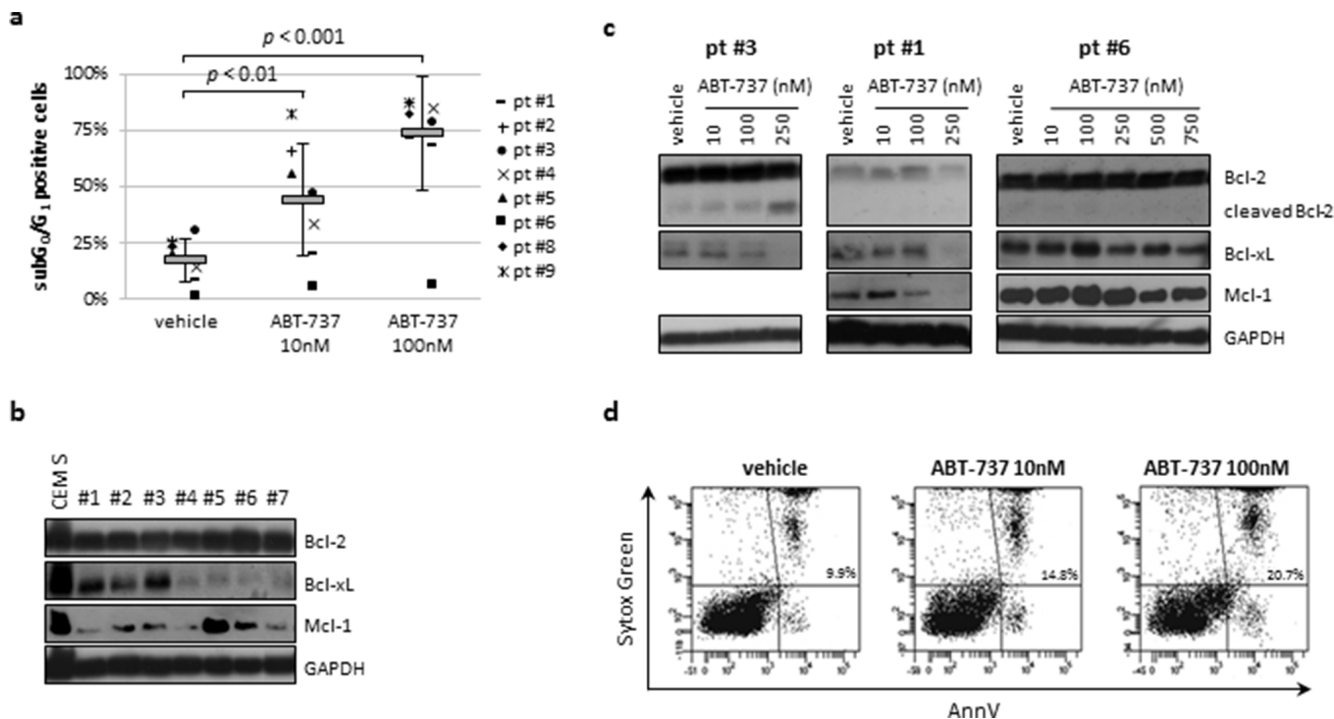 a
p < 0.001
p < 0.01
subG0/G1 positive cells
100%
75%
50%
25%
0%
vehicle
ABT-737
10nM
ABT-737
100nM
pt #1
pt #2
pt #3
pt #4
pt #5
pt #6
pt #8
pt #9
b
CEM S
#1 #2 #3 #4 #5 #6 #7
Bcl-2
Bcl-xL
Mcl-1
GAPDH
c
pt #3
vehicle
ABT-737 (nM)
10
100
250
pt #1
vehicle
ABT-737 (nM)
10
100
250
pt #6
vehicle
ABT-737 (nM)
10
100
250
500
750
Bcl-2
cleaved Bcl-2
Bcl-xL
Mcl-1
GAPDH
d
vehicle
ABT-737 10nM
ABT-737 100nM
Sytox Green
9.9%
14.8%
20.7%
AnnV